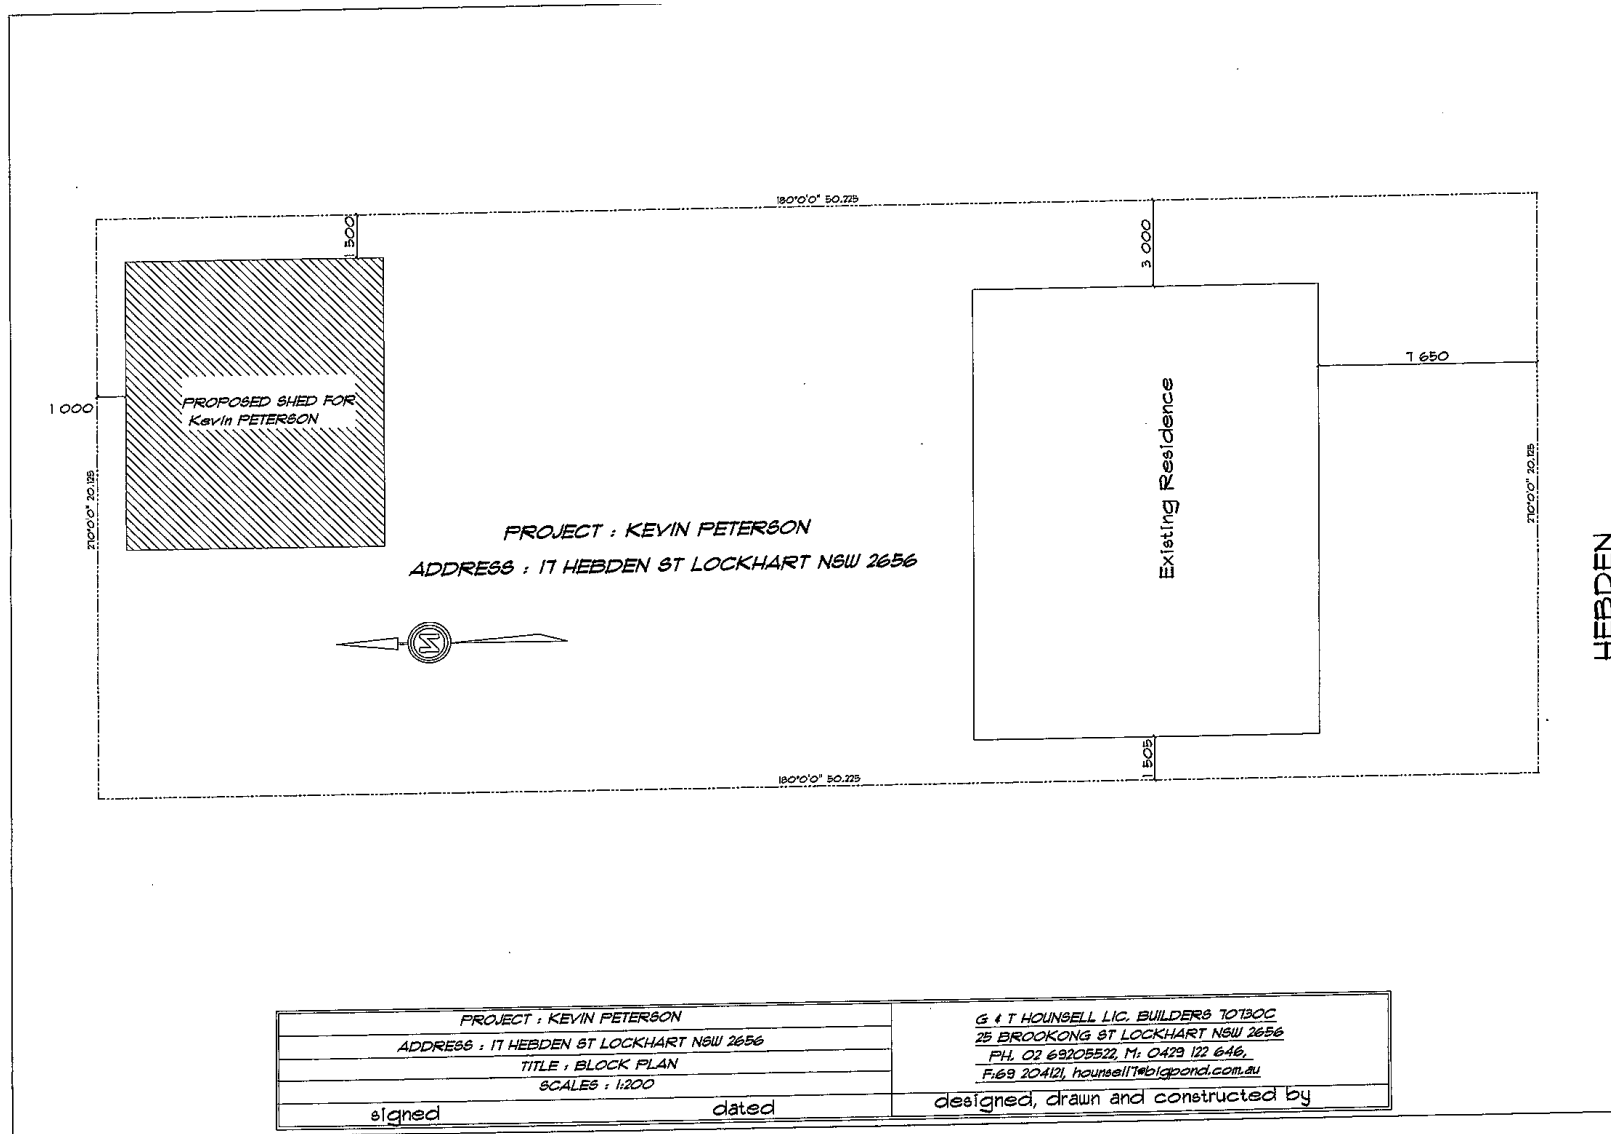 180°0'0" 50.225
1 500
3 000
7 650
PROPOSED SHED FOR
Kevin PETERSON
1 000
270°0'0" 20.125
Existing Residence
270°0'0" 20.125
PROJECT : KEVIN PETERSON
ADDRESS : 17 HEBDEN ST LOCKHART NSW 2656
HEBDEN
N
1 505
180°0'0" 50.225
PROJECT : KEVIN PETERSON
ADDRESS : 17 HEBDEN ST LOCKHART NSW 2656
TITLE : BLOCK PLAN
SCALES : 1:200
signed dated
G & T HOUNSELL LIC. BUILDERS 70730C
25 BROOKONG ST LOCKHART NSW 2656
PH. 02 69205522, M: 0429 122 646,
F:69 204121, hounsell7@bigpond.com.au
designed, drawn and constructed by